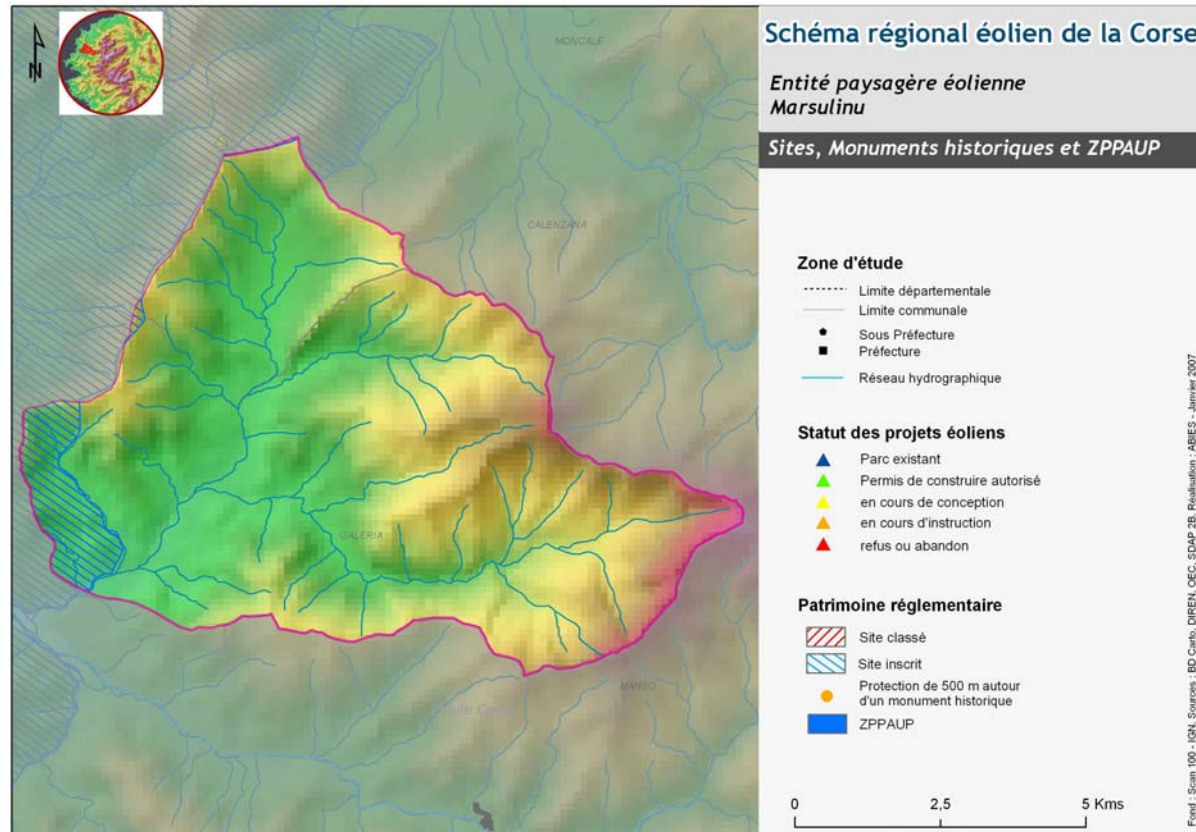 N
MONCALE
CALENZANA
GALERIA
MANSO
Schéma régional éolien de la Corse
Entité paysagère éolienne
Marsulinu
Sites, Monuments historiques et ZPPAUP
Zone d'étude
Limite départementale
Limite communale
Sous Préfecture
Préfecture
Réseau hydrographique
Statut des projets éoliens
Parc existant
Permis de construire autorisé
en cours de conception
en cours d'instruction
refus ou abandon
Patrimoine réglementaire
Site classé
Site inscrit
Protection de 500 m autour
d'un monument historique
ZPPAUP
0 2,5 5 Kms
Fond : Scan 100 - IGN. Sources : BD Carto, DIREN, OEC, SDAP 2B. Réalisation : ABIES - Janvier 2007